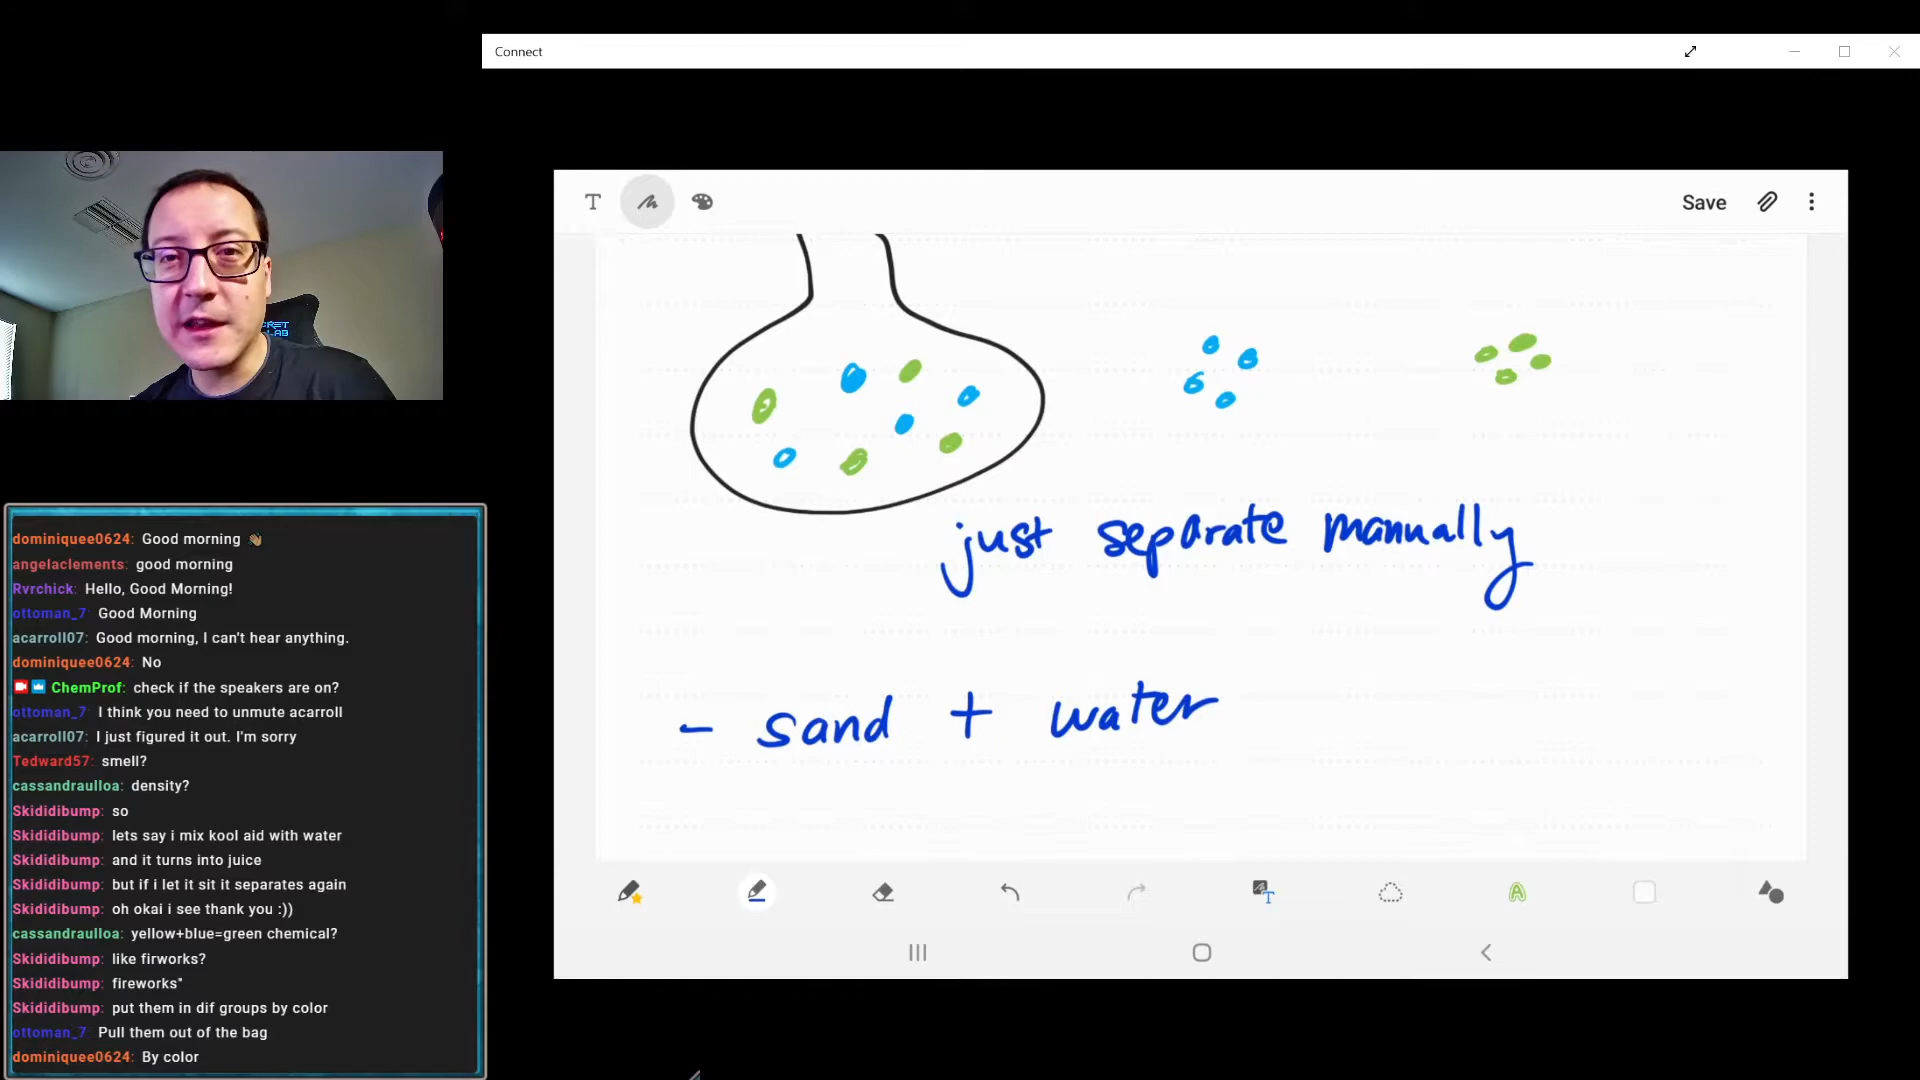 Connect
T
Save
RET
LAB
just separate manually
- sand + water
T
A
dominiquee0624: Good morning 👋🏽
angelaclements: good morning
Rvrchick: Hello, Good Morning!
ottoman_7: Good Morning
acarroll07: Good morning, I can't hear anything.
dominiquee0624: No
ChemProf: check if the speakers are on?
ottoman_7: I think you need to unmute acarroll
acarroll07: I just figured it out. I'm sorry
Tedward57: smell?
cassandraulloa: density?
Skididibump: so
Skididibump: lets say i mix kool aid with water
Skididibump: and it turns into juice
Skididibump: but if i let it sit it separates again
Skididibump: oh okai i see thank you :))
cassandraulloa: yellow+blue=green chemical?
Skididibump: like firworks?
Skididibump: fireworks"
Skididibump: put them in dif groups by color
ottoman_7: Pull them out of the bag
dominiquee0624: By color